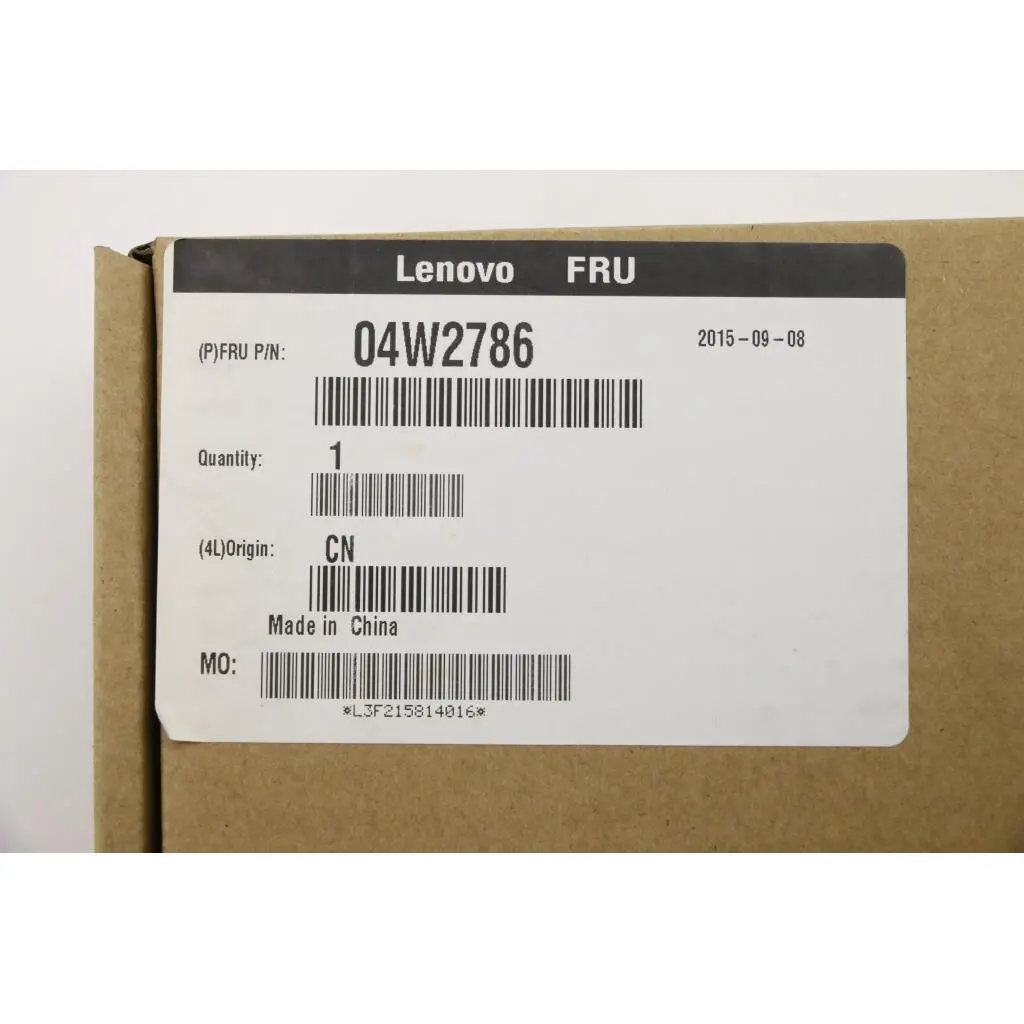 Lenovo FRU
(P)FRU P/N: 04W2786 2015-09-08
Quantity: 1
(4L)Origin: CN
Made in China
MO:
*L3F215814016*